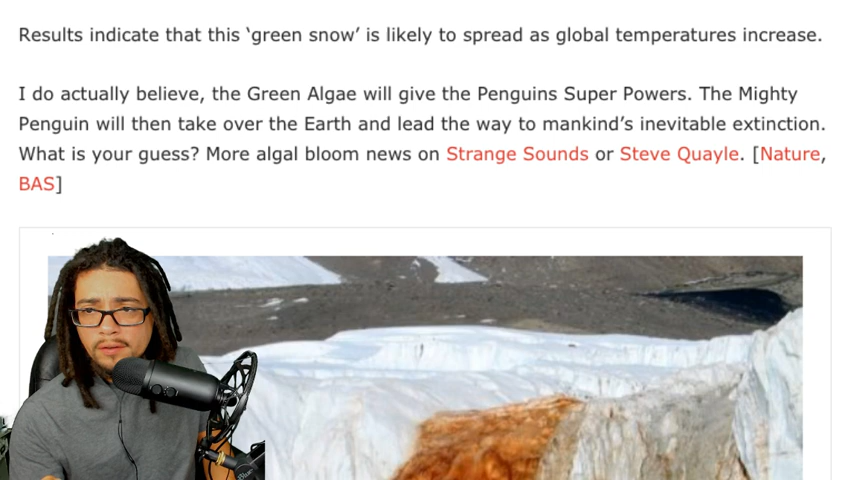 Results indicate that this ‘green snow’ is likely to spread as global temperatures increase.
I do actually believe, the Green Algae will give the Penguins Super Powers. The Mighty
Penguin will then take over the Earth and lead the way to mankind’s inevitable extinction.
What is your guess? More algal bloom news on Strange Sounds or Steve Quayle. [Nature,
BAS]